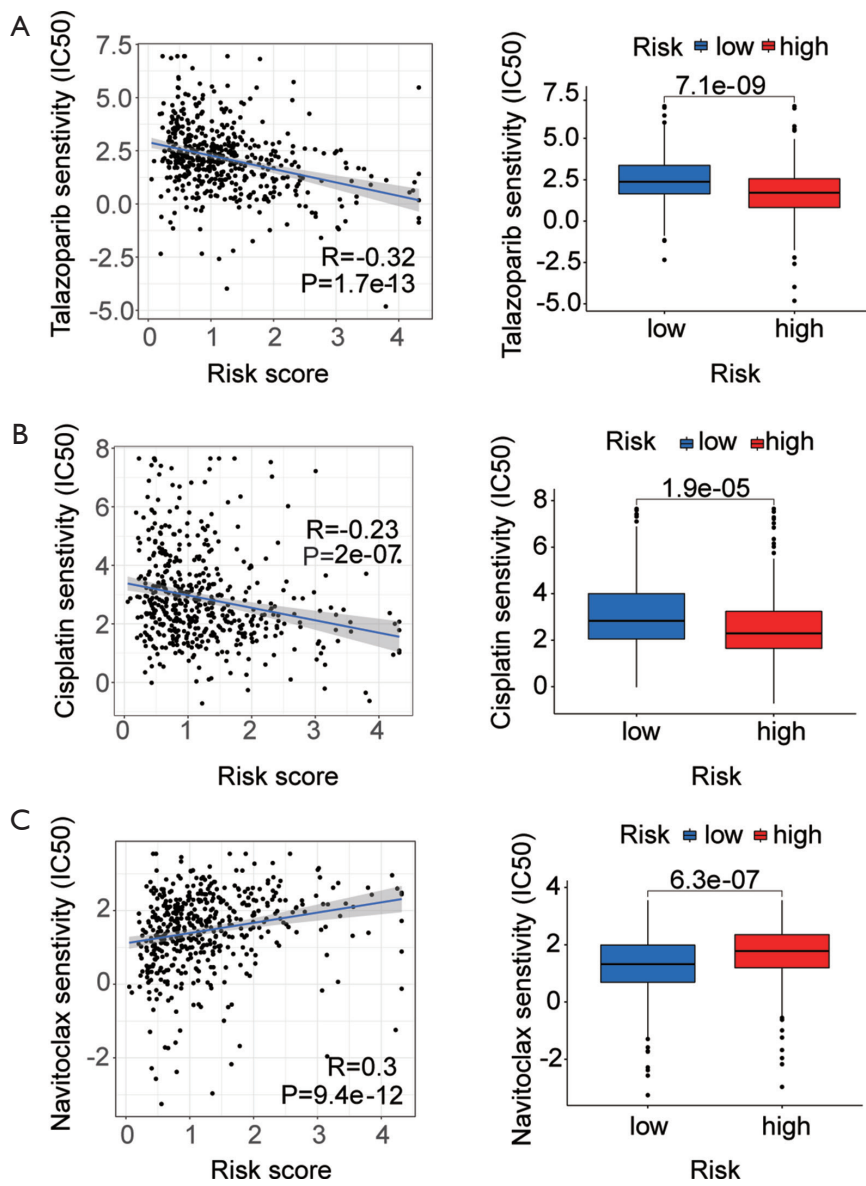 A
Talazoparib senstivity (IC50)
7.5
5.0
2.5
0.0
−2.5
−5.0
R=-0.32
P=1.7e-13
0 1 2 3 4
Risk score
Risk low high
Talazoparib sensitivity (IC50)
7.5
5.0
2.5
0.0
−2.5
−5.0
7.1e-09
low high
Risk
B
Cisplatin senstivity (IC50)
8
6
4
2
0
R=-0.23
P=2e-07
0 1 2 3 4
Risk score
Risk low high
Cisplatin senstivity (IC50)
8
6
4
2
0
1.9e-05
low high
Risk
C
Navitoclax senstivity (IC50)
2
0
−2
R=0.3
P=9.4e-12
0 1 2 3 4
Risk score
Risk low high
Navitoclax senstivity (IC50)
4
2
0
−2
6.3e-07
low high
Risk